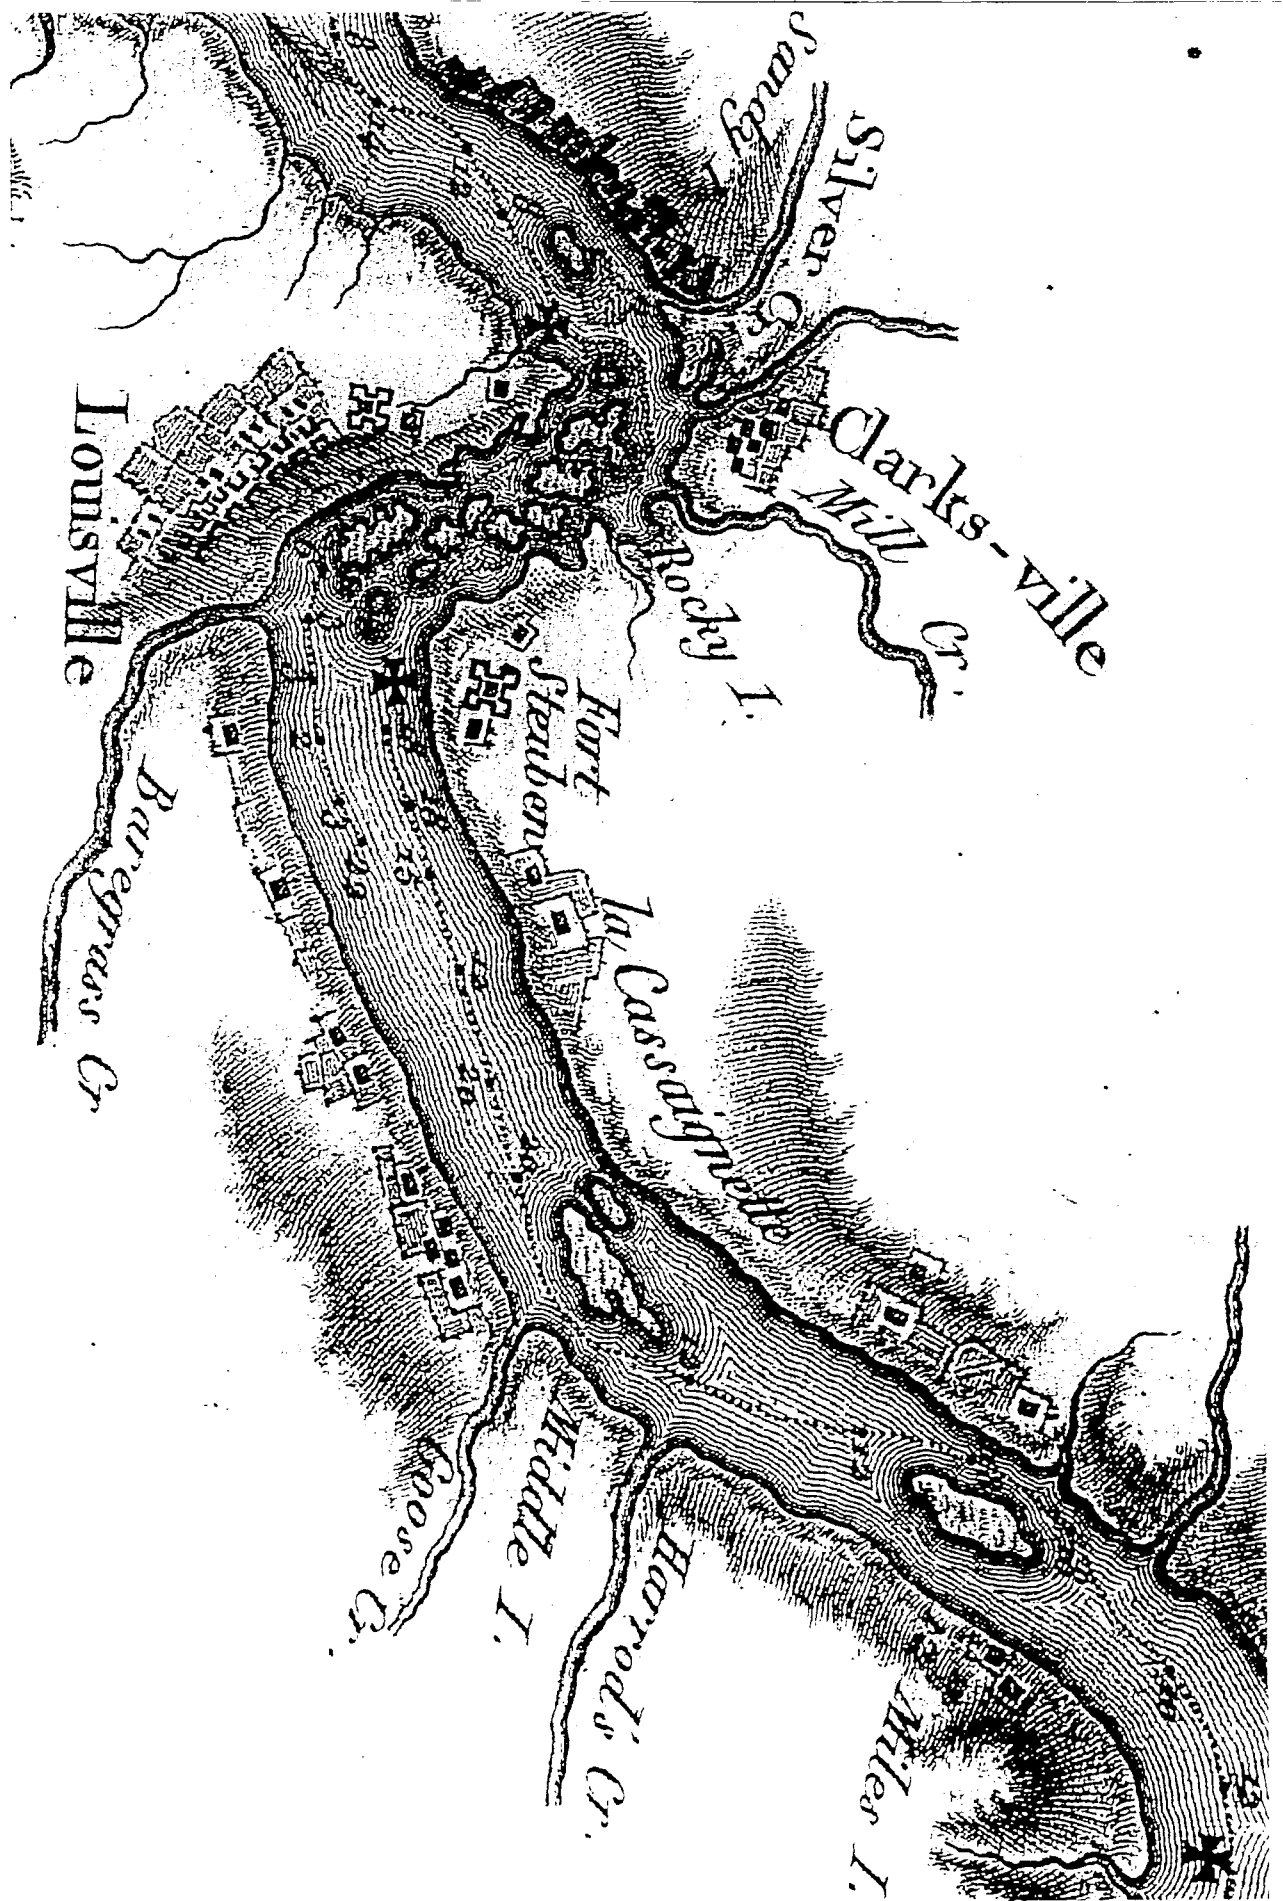 Sandy I.
Silver Cr.
Clarks-ville
Mill Cr.
Rocky I.
Louisville
Fort
Steuben
la Cassaignette
Baregrass Cr
Goose Cr.
Middle I.
Harrod's Cr.
Miles I.